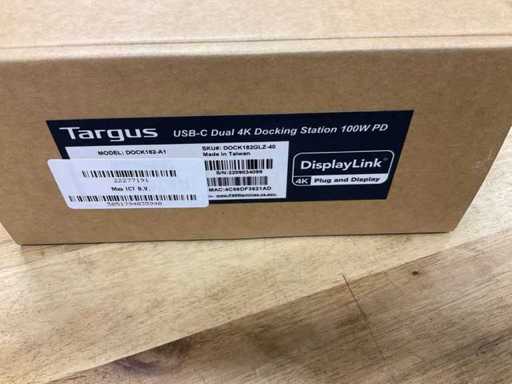 Targus
USB-C Dual 4K Docking Station 100W PD
MODEL: DOCK182-A1
SKU#: DOCK182GLZ-40
Made in Taiwan
22277191
Max ICT B.V.
DisplayLink
4K Plug and Display